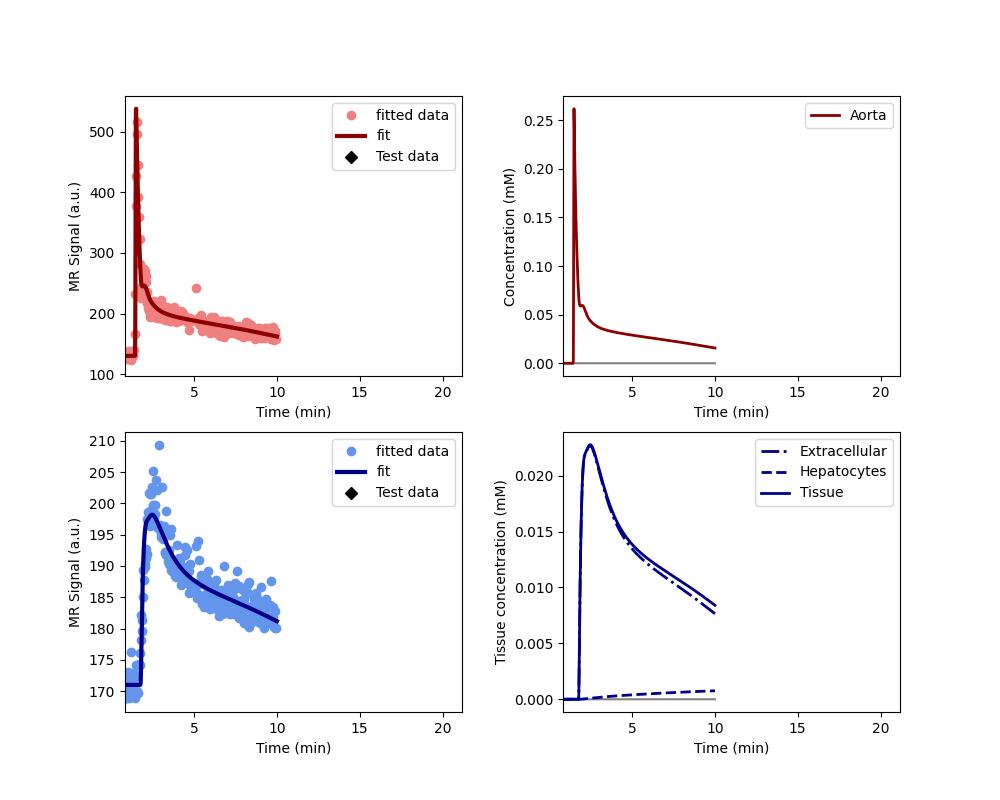 500
400
300
200
100
MR Signal (a.u.)
fitted data
fit
Test data
5
10
15
20
Time (min)
0.25
0.20
0.15
0.10
0.05
0.00
Concentration (mM)
Aorta
5
10
15
20
Time (min)
210
205
200
195
190
185
180
175
170
MR Signal (a.u.)
fitted data
fit
Test data
5
10
15
20
Time (min)
0.020
0.015
0.010
0.005
0.000
Tissue concentration (mM)
Extracellular
Hepatocytes
Tissue
5
10
15
20
Time (min)